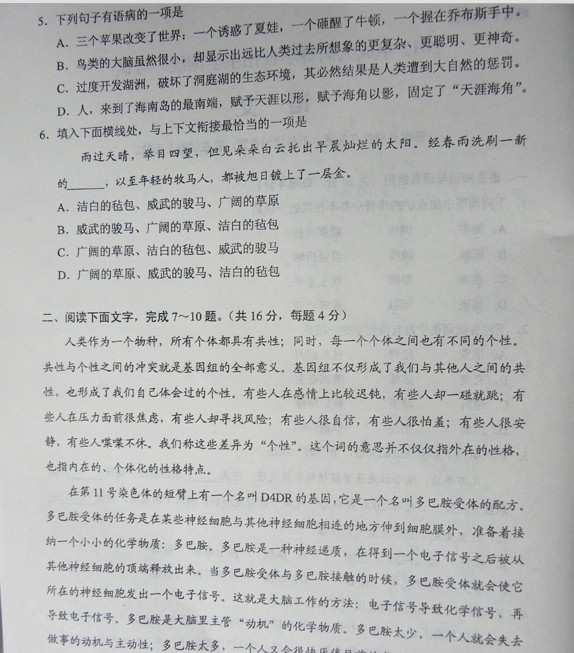 5．下列句子有语病的一项是
A．三个苹果改变了世界：一个诱惑了夏娃，一个砸醒了牛顿，一个握在乔布斯手中。
B．鸟类的大脑虽然很小，却显示出远比人类过去所想象的更复杂、更聪明、更神奇。
C．过度开发湖洲，破坏了洞庭湖的生态环境，其必然结果是人类遭到大自然的惩罚。
D．人，来到了海南岛的最南端，赋予天涯以形，赋予海角以影，固定了“天涯海角”。
6．填入下面横线处，与上下文衔接最恰当的一项是
雨过天晴，举目四望，但见朵朵白云托出早晨灿烂的太阳。经春雨洗刷一新
的______，以至年轻的牧马人，都被旭日镀上了一层金。
A．洁白的毡包、威武的骏马、广阔的草原
B．威武的骏马、广阔的草原、洁白的毡包
C．广阔的草原、洁白的毡包、威武的骏马
D．广阔的草原、威武的骏马、洁白的毡包
二、阅读下面文字，完成7～10题。（共16分，每题4分）
人类作为一个物种，所有个体都具有共性；同时，每一个个体之间也有不同的个性。
共性与个性之间的冲突就是基因组的全部意义。基因组不仅形成了我们与其他人之间的共
性，也形成了我们自己体会过的个性。有些人在感情上比较迟钝，有些人却一碰就跳；有
些人在压力面前很焦虑，有些人却寻找风险；有些人很自信，有些人很怕羞；有些人很安
静，有些人喋喋不休。我们称这些差异为“个性”。这个词的意思并不仅仅指外在的性格，
也指内在的、个体化的性格特点。
在第11号染色体的短臂上有一个名叫D4DR的基因，它是一个名叫多巴胺受体的配方。
多巴胺受体的任务是在某些神经细胞与其他神经细胞相连的地方伸到细胞膜外，准备着接
纳一个小小的化学物质：多巴胺。多巴胺是一种神经递质，在得到一个电子信号之后被从
其他神经细胞的顶端释放出来。当多巴胺受体与多巴胺接触的时候，多巴胺受体就会使它
所在的神经细胞发出一个电子信号。这就是大脑工作的方法：电子信号导致化学信号，再
导致电子信号。多巴胺是大脑里主管“动机”的化学物质。多巴胺太少，一个人就会失去
做事的动机与主动性；多巴胺太多，一个人又会很快厌倦